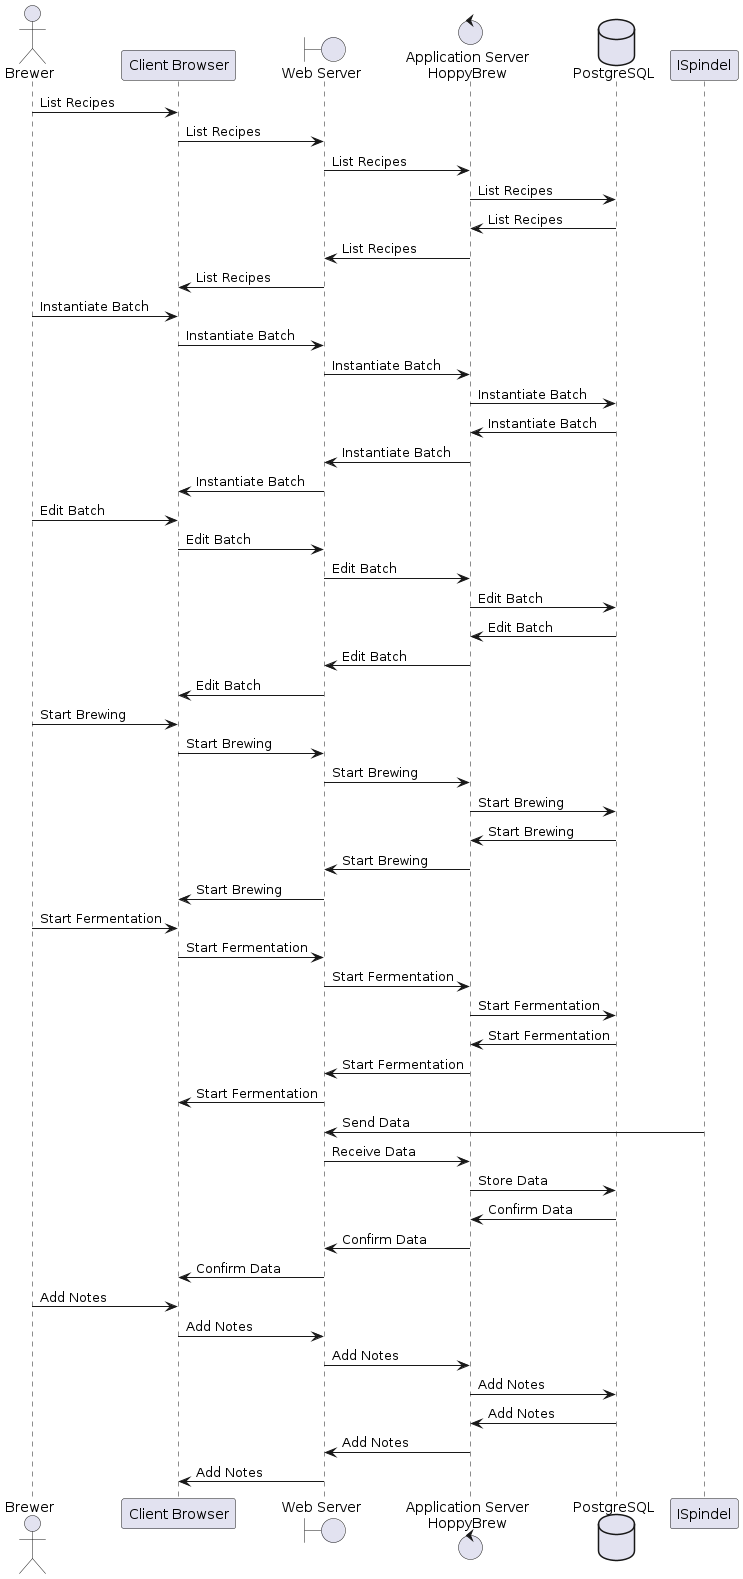 Brewer
Client Browser
Web Server
Application Server
HoppyBrew
PostgreSQL
ISpindel
List Recipes
List Recipes
List Recipes
List Recipes
List Recipes
List Recipes
List Recipes
Instantiate Batch
Instantiate Batch
Instantiate Batch
Instantiate Batch
Instantiate Batch
Instantiate Batch
Instantiate Batch
Edit Batch
Edit Batch
Edit Batch
Edit Batch
Edit Batch
Edit Batch
Edit Batch
Start Brewing
Start Brewing
Start Brewing
Start Brewing
Start Brewing
Start Brewing
Start Brewing
Start Fermentation
Start Fermentation
Start Fermentation
Start Fermentation
Start Fermentation
Start Fermentation
Start Fermentation
Send Data
Receive Data
Store Data
Confirm Data
Confirm Data
Confirm Data
Add Notes
Add Notes
Add Notes
Add Notes
Add Notes
Add Notes
Add Notes
Brewer
Client Browser
Web Server
Application Server
HoppyBrew
PostgreSQL
ISpindel